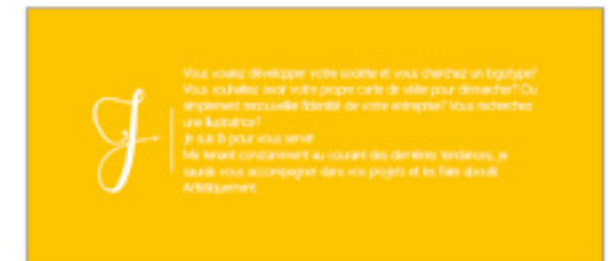 J
Vous voulez développer votre société et vous cherchez un logotype?
Vous souhaitez avoir votre propre carte de visite pour démarcher? Ou
simplement renouveller l'identité de votre entreprise? Vous recherchez
une illustratrice?
Je suis là pour vous servir!
Me tenant constamment au courant des dernières tendances, je
saurais vous accompagner dans vos projets et les faire aboutir.
Artistiquement.